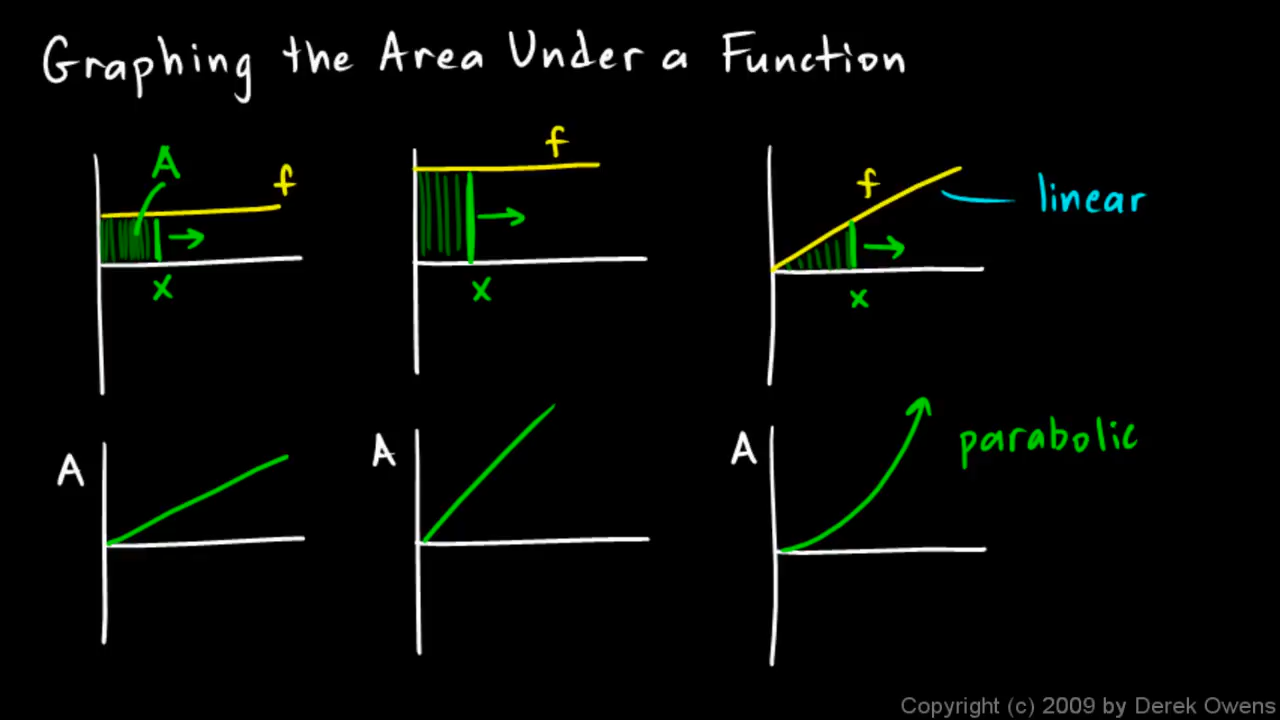 Graphing the Area Under a Function
A
f
x
f
x
f
linear
x
A
A
A
parabolic
Copyright (c) 2009 by Derek Owens